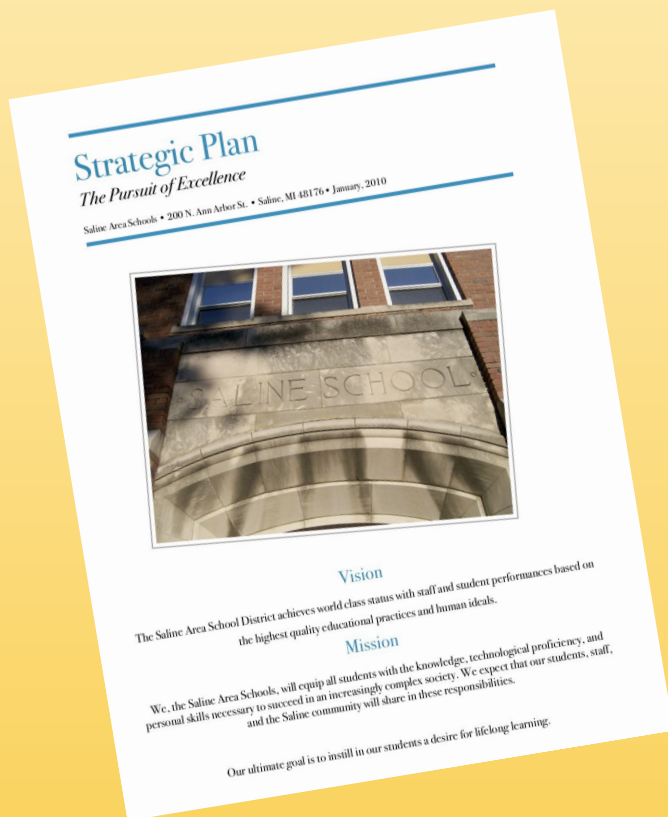 Strategic Plan
The Pursuit of Excellence
Saline Area Schools • 200 N. Ann Arbor St. • Saline, MI 48176 • January, 2010
SALINE SCHOOL
Vision
The Saline Area School District achieves world class status with staff and student performances based on
the highest quality educational practices and human ideals.
Mission
We, the Saline Area Schools, will equip all students with the knowledge, technological proficiency, and
personal skills necessary to succeed in an increasingly complex society. We expect that our students, staff,
and the Saline community will share in these responsibilities.
Our ultimate goal is to instill in our students a desire for lifelong learning.